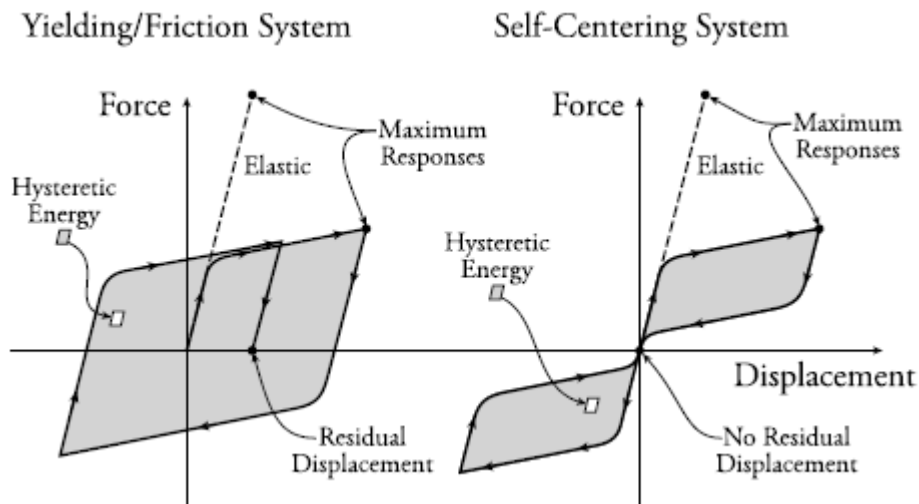 Yielding/Friction System
Self-Centering System
Force
Maximum
Responses
Elastic
Hysteretic
Energy
Residual
Displacement
Force
Maximum
Responses
Elastic
Hysteretic
Energy
Displacement
No Residual
Displacement